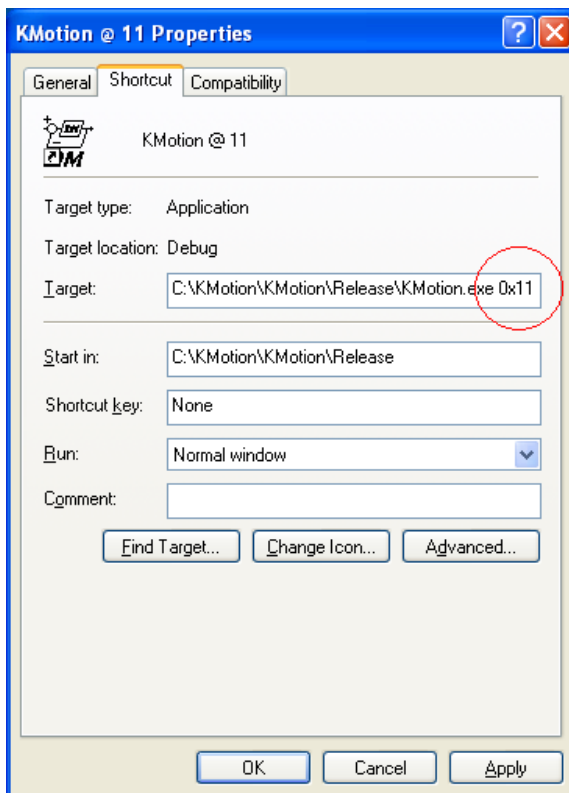 KMotion @ 11 Properties
General Shortcut Compatibility
KMotion @ 11
Target type: Application
Target location: Debug
Target: C:\KMotion\KMotion\Release\KMotion.exe 0x11
Start in: C:\KMotion\KMotion\Release
Shortcut key: None
Run: Normal window
Comment:
Find Target... Change Icon... Advanced...
OK Cancel Apply